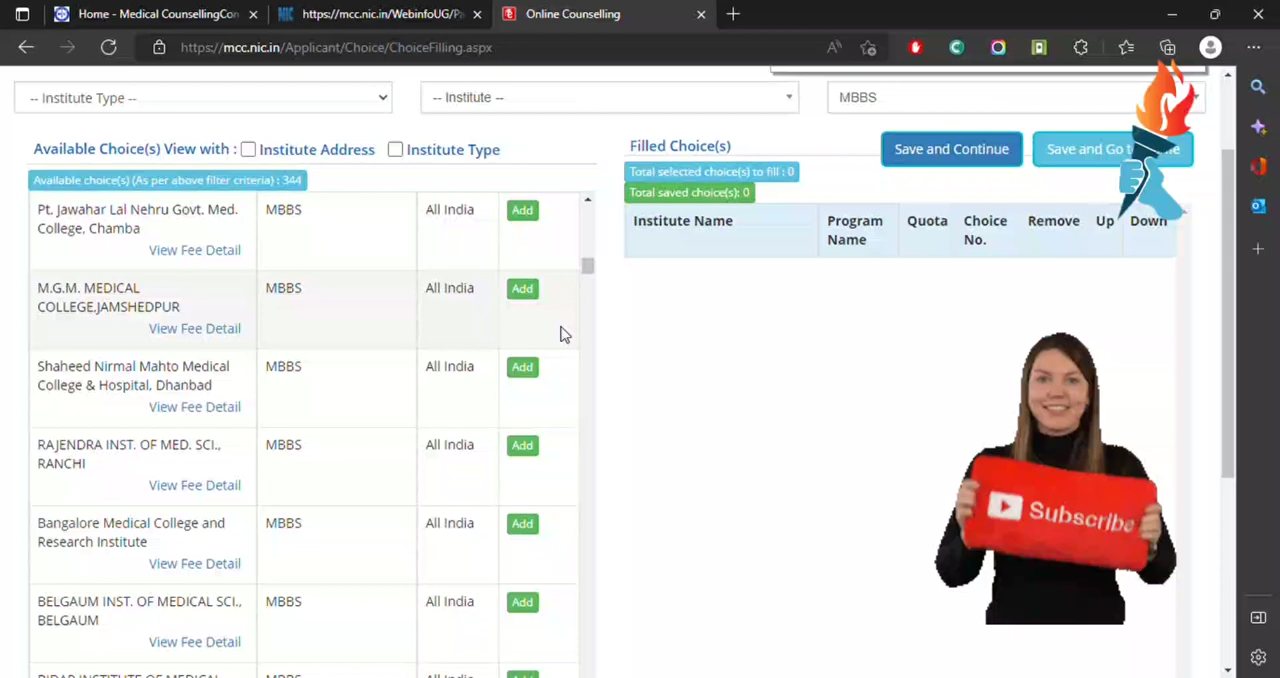 Home - Medical CounsellingCon
NIC
https://mcc.nic.in/WebinfoUG/Pa
Online Counselling
https://mcc.nic.in/Applicant/Choice/ChoiceFilling.aspx
-- Institute Type --
-- Institute --
MBBS
Available Choice(s) View with : Institute Address Institute Type
Filled Choice(s)
Save and Continue
Save and Go to
Available choice(s) (As per above filter criteria) : 344
Total selected choice(s) to fill : 0
Total saved choice(s): 0
Institute Name
Program Name
Quota
Choice No.
Remove
Up
Down
Pt. Jawahar Lal Nehru Govt. Med.
College, Chamba
View Fee Detail
MBBS
All India
Add
M.G.M. MEDICAL
COLLEGE,JAMSHEDPUR
View Fee Detail
MBBS
All India
Add
Shaheed Nirmal Mahto Medical
College & Hospital, Dhanbad
View Fee Detail
MBBS
All India
Add
RAJENDRA INST. OF MED. SCI.,
RANCHI
View Fee Detail
MBBS
All India
Add
Bangalore Medical College and
Research Institute
View Fee Detail
MBBS
All India
Add
BELGAUM INST. OF MEDICAL SCI.,
BELGAUM
View Fee Detail
MBBS
All India
Add
Subscribe